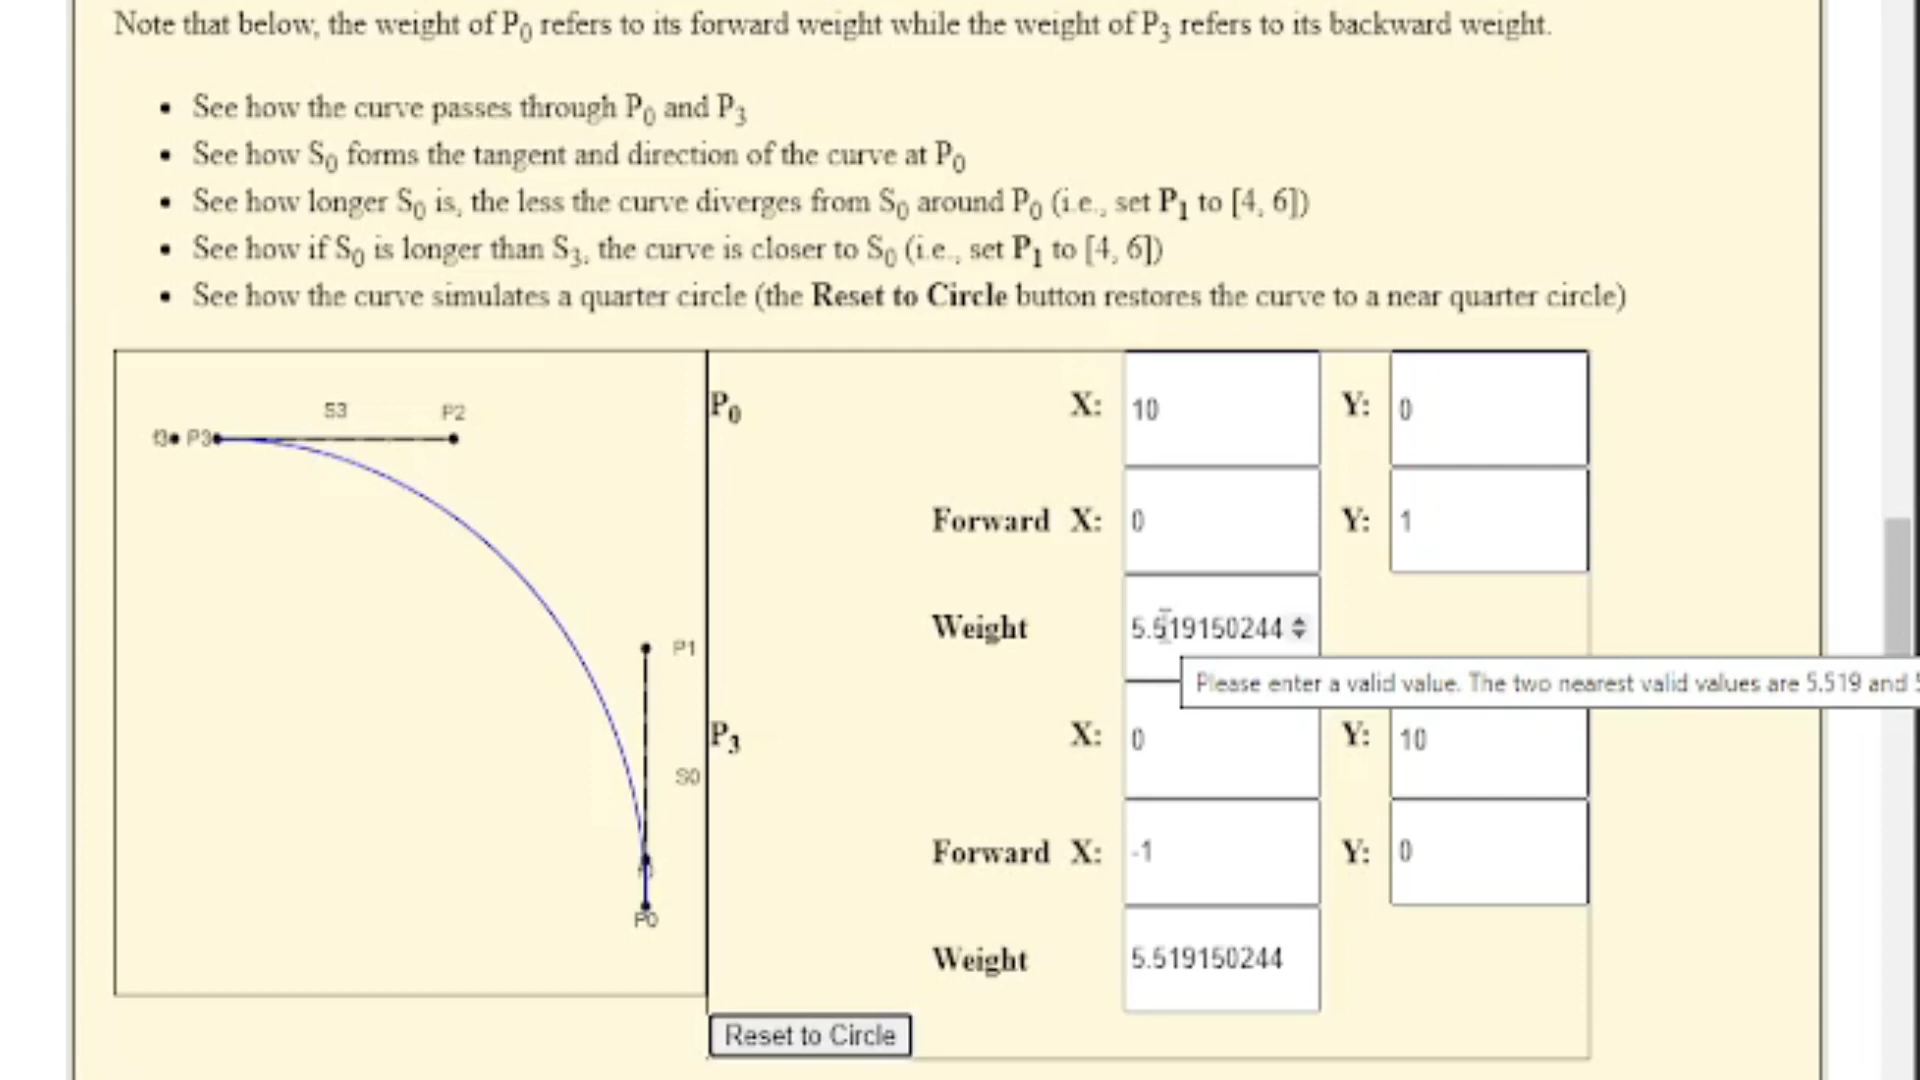 Note that below, the weight of P0 refers to its forward weight while the weight of P3 refers to its backward weight.
• See how the curve passes through P0 and P3
• See how S0 forms the tangent and direction of the curve at P0
• See how longer S0 is, the less the curve diverges from S0 around P0 (i.e., set P1 to [4, 6])
• See how if S0 is longer than S3, the curve is closer to S0 (i.e., set P1 to [4, 6])
• See how the curve simulates a quarter circle (the Reset to Circle button restores the curve to a near quarter circle)
S3 P2
f3 P3
P1
S0
P0
P0 X: 10 Y: 0
Forward X: 0 Y: 1
Weight 5.519150244
Please enter a valid value. The two nearest valid values are 5.519 and
P3 X: 0 Y: 10
Forward X: -1 Y: 0
Weight 5.519150244
Reset to Circle